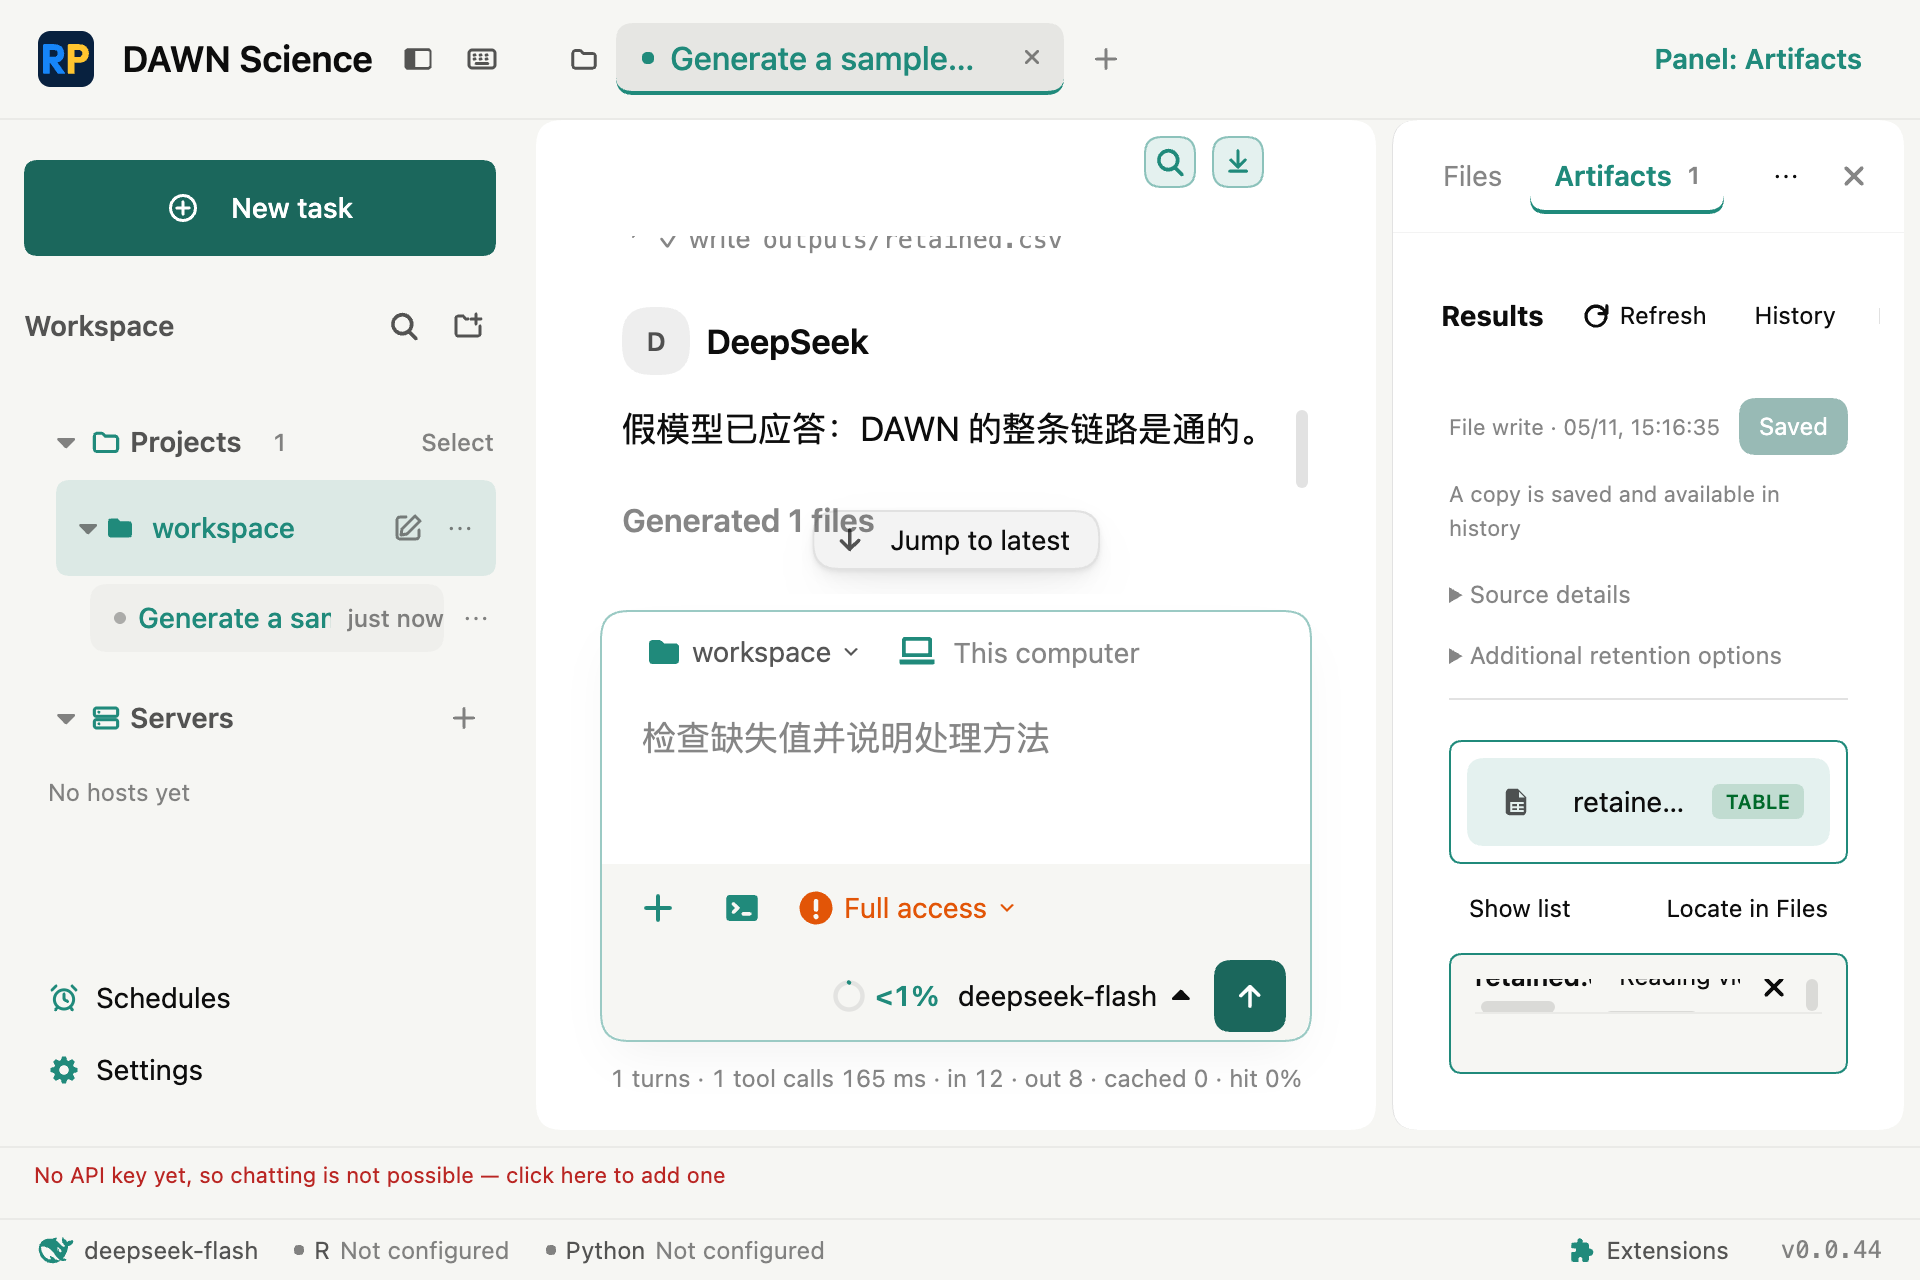 RP DAWN Science
Generate a sample...
Panel: Artifacts
New task
Workspace
Projects 1 Select
workspace
Generate a sar just now
Servers
No hosts yet
Schedules
Settings
write outputs/retained.csv
D DeepSeek
假模型已应答：DAWN 的整条链路是通的。
Generated 1 files
Jump to latest
workspace This computer
检查缺失值并说明处理方法
Full access
<1% deepseek-flash
1 turns · 1 tool calls 165 ms · in 12 · out 8 · cached 0 · hit 0%
Files Artifacts 1 ...
Results Refresh History
File write · 05/11, 15:16:35 Saved
A copy is saved and available in
history
Source details
Additional retention options
retaine... TABLE
Show list Locate in Files
retained. Reading
No API key yet, so chatting is not possible — click here to add one
deepseek-flash R Not configured Python Not configured
Extensions v0.0.44